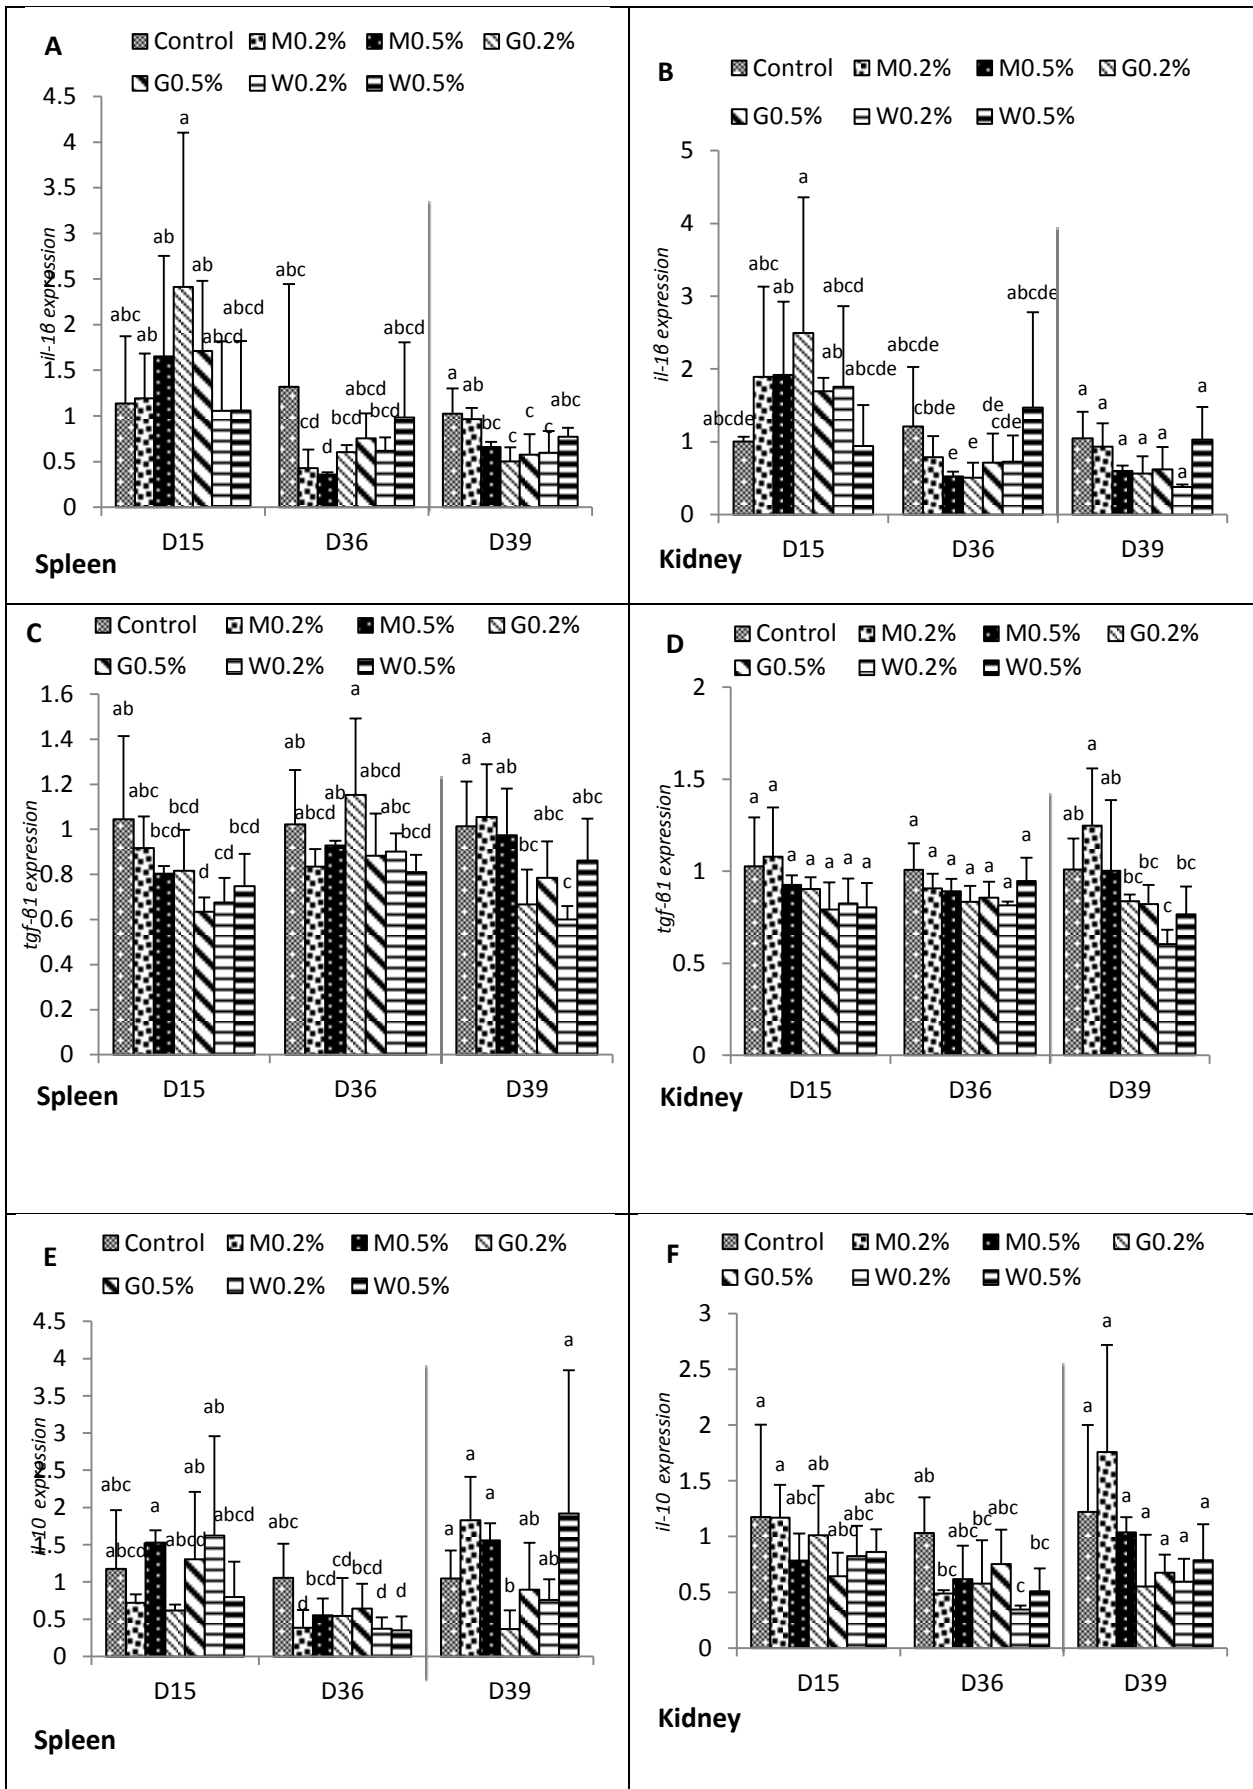 A
Control M0.2% M0.5% G0.2%
G0.5% W0.2% W0.5%
4.5
4
3.5
3
2.5
2
1.5
1
0.5
0
il-1β expression
abc ab ab a ab abcd abcd
abc cd d bcd abcd bcd abcd
a ab bc c c c abc
D15 D36 D39
Spleen
B
Control M0.2% M0.5% G0.2%
G0.5% W0.2% W0.5%
5
4
3
2
1
0
il-1β expression
abcde abc ab a ab abcd abcde
abcde cbde e e de cde abcde
a a a a a a a
D15 D36 D39
Kidney
C
Control M0.2% M0.5% G0.2%
G0.5% W0.2% W0.5%
1.6
1.4
1.2
1
0.8
0.6
0.4
0.2
0
tgf-β1 expression
ab abc bcd bcd d cd bcd
ab abcd ab a abcd abc bcd
a a ab bc abc c abc
D15 D36 D39
Spleen
D
Control M0.2% M0.5% G0.2%
G0.5% W0.2% W0.5%
2
1.5
1
0.5
0
tgf-β1 expression
a a a a a a a
a a a a a a a
ab a ab bc bc c bc
D15 D36 D39
Kidney
E
Control M0.2% M0.5% G0.2%
G0.5% W0.2% W0.5%
4.5
4
3.5
3
2.5
2
1.5
1
0.5
0
il-10 expression
abc abcd a abcd ab ab abcd
abc d bcd cd bcd d d
a a a b ab ab a
D15 D36 D39
Spleen
F
Control M0.2% M0.5% G0.2%
G0.5% W0.2% W0.5%
3
2.5
2
1.5
1
0.5
0
il-10 expression
a a abc ab abc abc abc
ab bc abc bc abc c bc
a a a a a a a
D15 D36 D39
Kidney